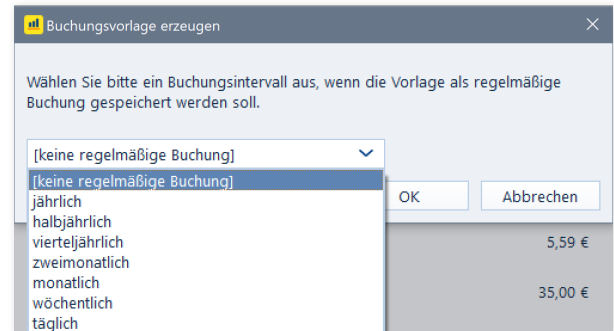 Buchungsvorlage erzeugen
Wählen Sie bitte ein Buchungsintervall aus, wenn die Vorlage als regelmäßige
Buchung gespeichert werden soll.
[keine regelmäßige Buchung]
[keine regelmäßige Buchung]
jährlich
OK
Abbrechen
halbjährlich
vierteljährlich
5,59 €
zweimonatlich
monatlich
35,00 €
wöchentlich
täglich